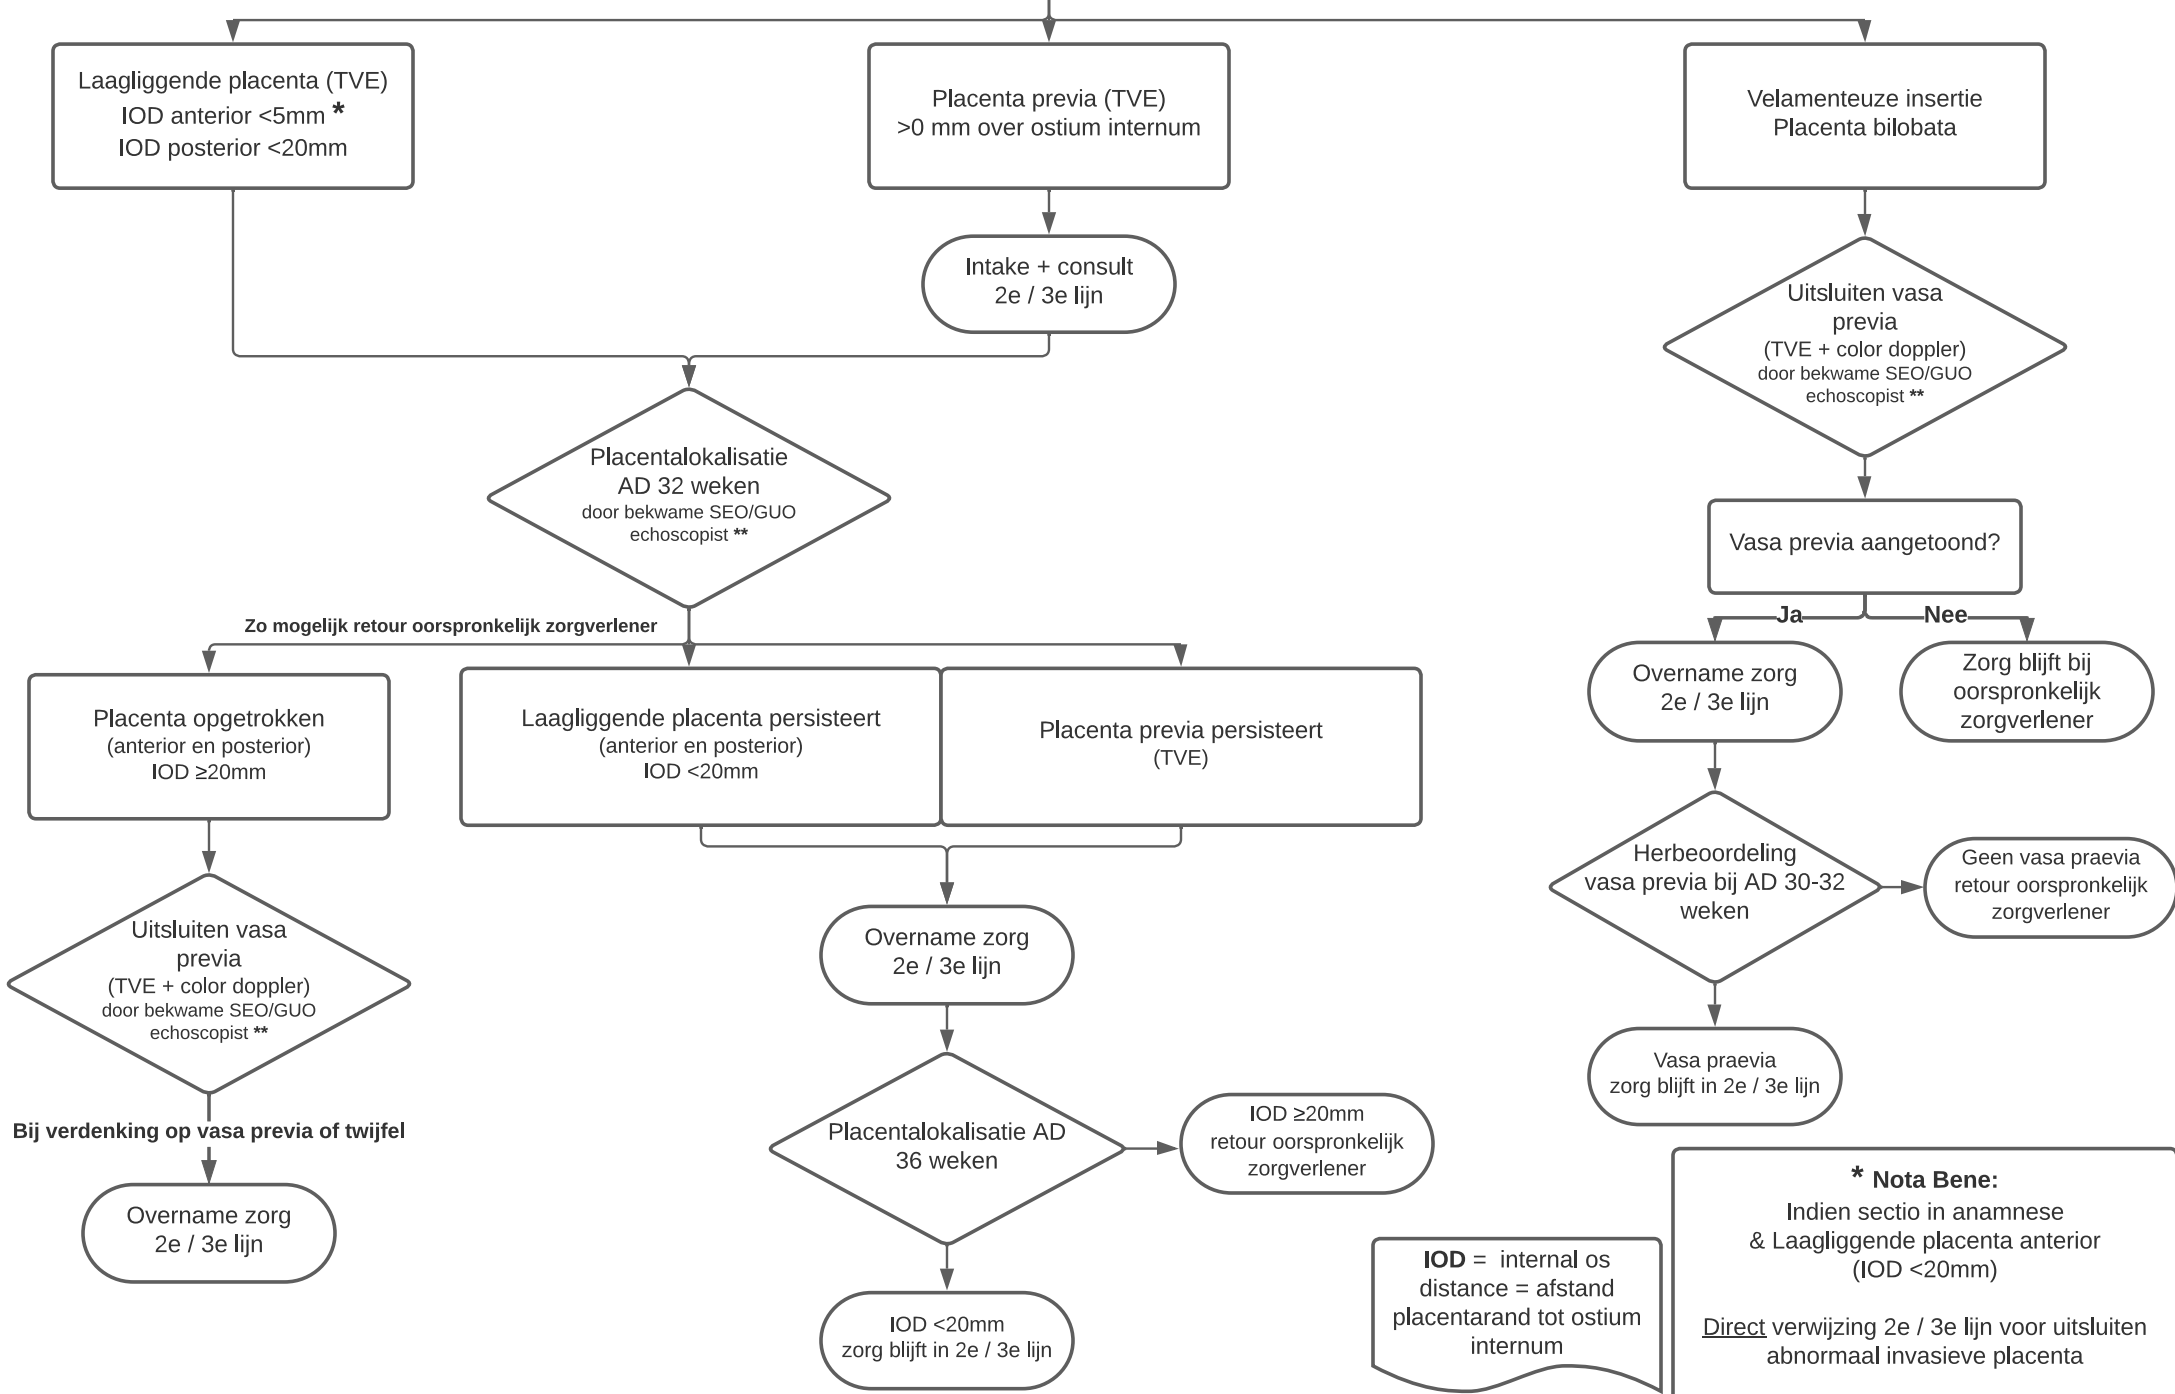 Laagliggende placenta (TVE)
IOD anterior <5mm *
IOD posterior <20mm
Placenta previa (TVE)
>0 mm over ostium internum
Velamenteuze insertie
Placenta bilobata
Intake + consult
2e / 3e lijn
Uitsluiten vasa
previa
(TVE + color doppler)
door bekwame SEO/GUO
echoscopist **
Placentalokalisatie
AD 32 weken
door bekwame SEO/GUO
echoscopist **
Vasa previa aangetoond?
Ja
Nee
Zo mogelijk retour oorspronkelijk zorgverlener
Overname zorg
2e / 3e lijn
Zorg blijft bij
oorspronkelijk
zorgverlener
Placenta opgetrokken
(anterior en posterior)
IOD ≥20mm
Laagliggende placenta persisteert
(anterior en posterior)
IOD <20mm
Placenta previa persisteert
(TVE)
Herbeoordeling
vasa previa bij AD 30-32
weken
Geen vasa praevia
retour oorspronkelijk
zorgverlener
Uitsluiten vasa
previa
(TVE + color doppler)
door bekwame SEO/GUO
echoscopist **
Overname zorg
2e / 3e lijn
Vasa praevia
zorg blijft in 2e / 3e lijn
Bij verdenking op vasa previa of twijfel
Placentalokalisatie AD
36 weken
IOD ≥20mm
retour oorspronkelijk
zorgverlener
Overname zorg
2e / 3e lijn
IOD <20mm
zorg blijft in 2e / 3e lijn
IOD = internal os
distance = afstand
placentarand tot ostium
internum
* Nota Bene:
Indien sectio in anamnese
& Laagliggende placenta anterior
(IOD <20mm)
Direct verwijzing 2e / 3e lijn voor uitsluiten
abnormaal invasieve placenta